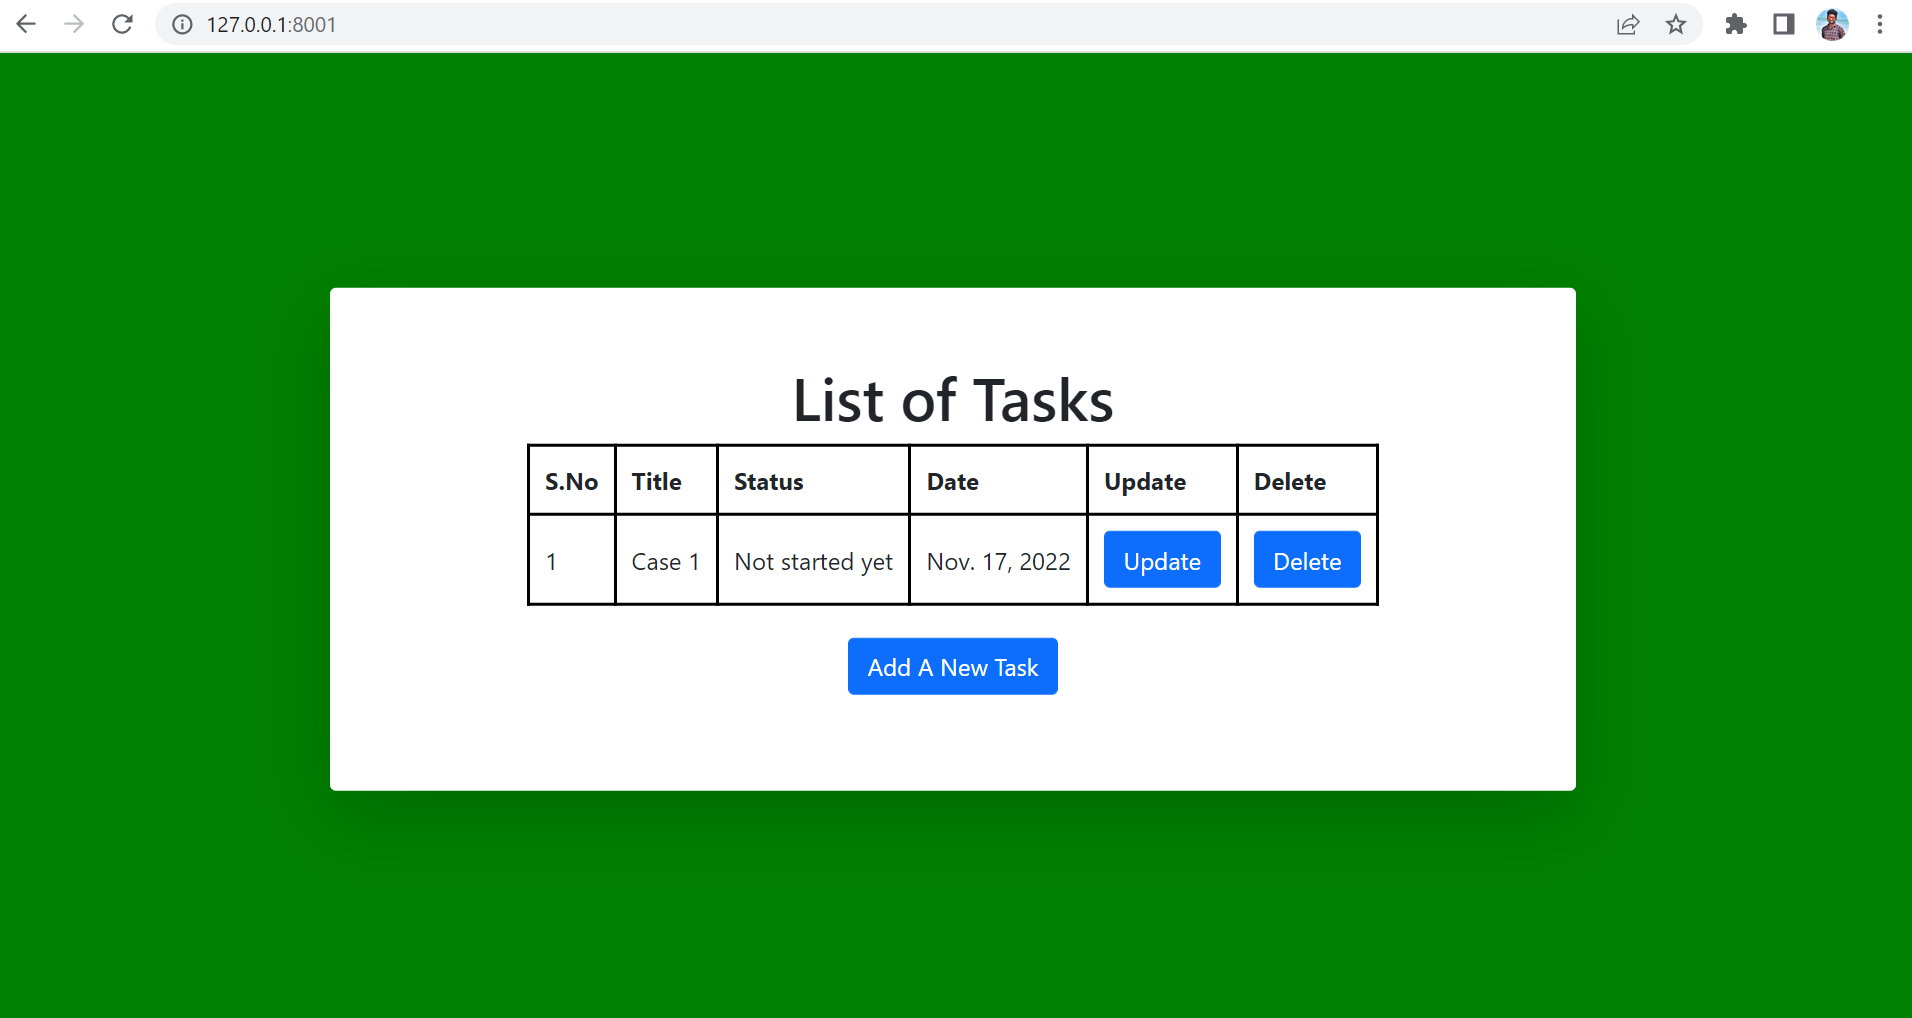 127.0.0.1:8001
List of Tasks
S.No Title Status Date Update Delete
1 Case 1 Not started yet Nov. 17, 2022 Update Delete
Add A New Task